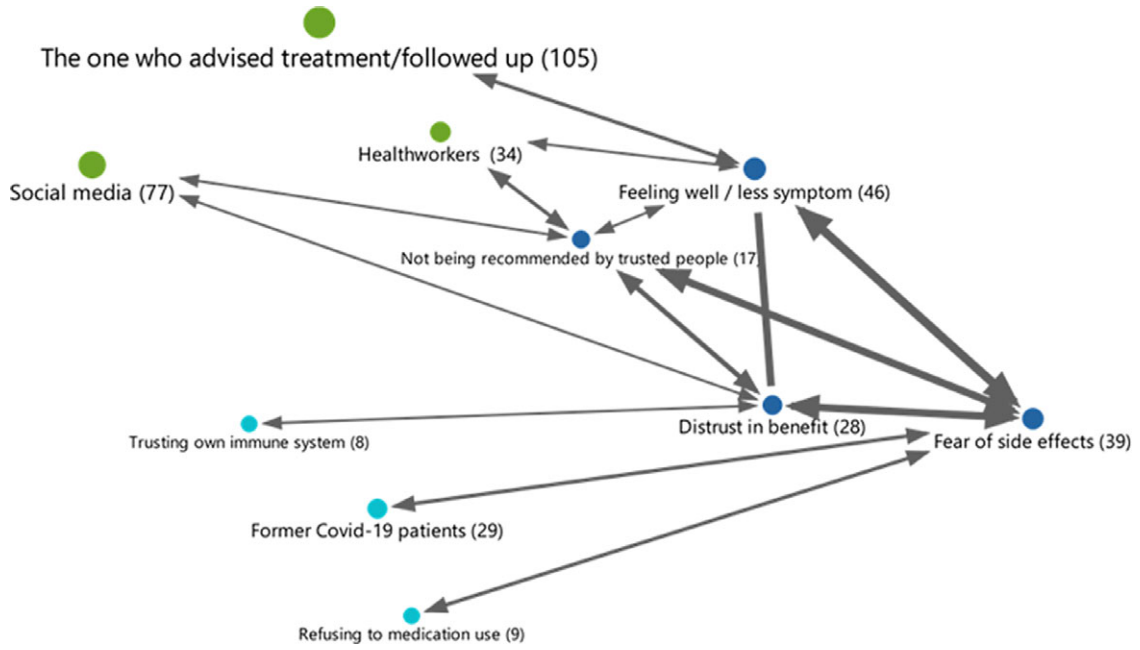 The one who advised treatment/followed up (105)
Healthworkers (34)
Social media (77)
Feeling well / less symptom (46)
Not being recommended by trusted people (17)
Distrust in benefit (28)
Trusting own immune system (8)
Fear of side effects (39)
Former Covid-19 patients (29)
Refusing to medication use (9)